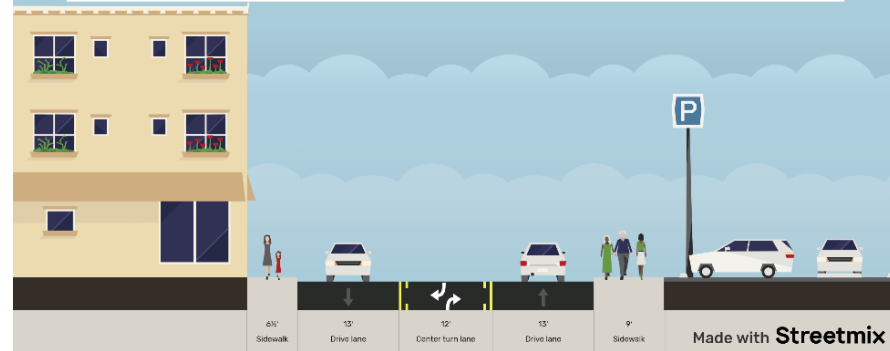 P
6½' 13' 12' 13' 9'
Sidewalk Drive lane Center turn lane Drive lane Sidewalk
Made with Streetmix